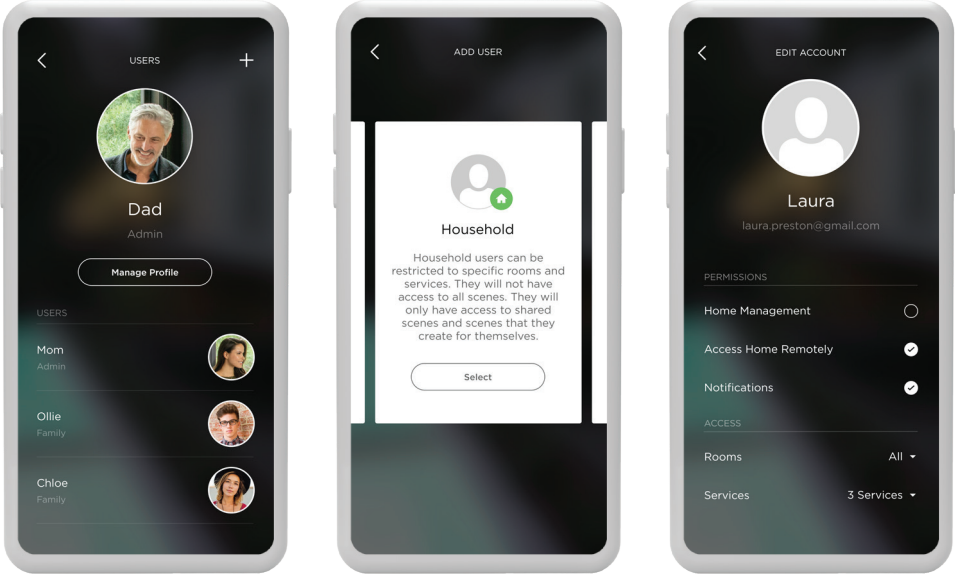 USERS
Dad
Admin
Manage Profile
USERS
Mom
Admin
Ollie
Family
Chloe
Family
ADD USER
Household
Household users can be
restricted to specific rooms and
services. They will not have
access to all scenes. They will
only have access to shared
scenes and scenes that they
create for themselves.
Select
EDIT ACCOUNT
Laura
laura.preston@gmail.com
PERMISSIONS
Home Management
Access Home Remotely
Notifications
ACCESS
Rooms All
Services 3 Services